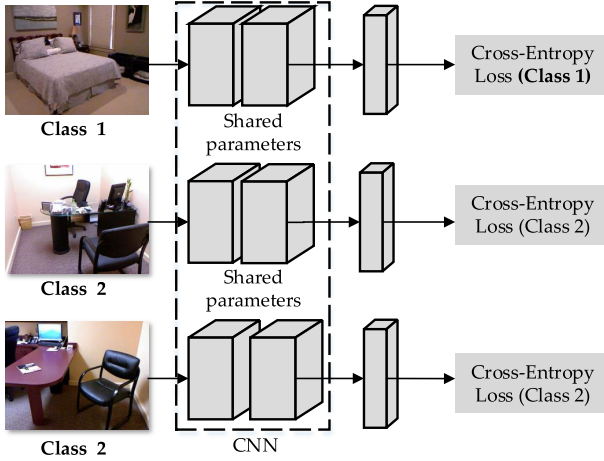 Cross-Entropy
Loss (Class 1)
Class 1
Shared
parameters
Cross-Entropy
Loss (Class 2)
Class 2
Shared
parameters
Cross-Entropy
Loss (Class 2)
Class 2
CNN